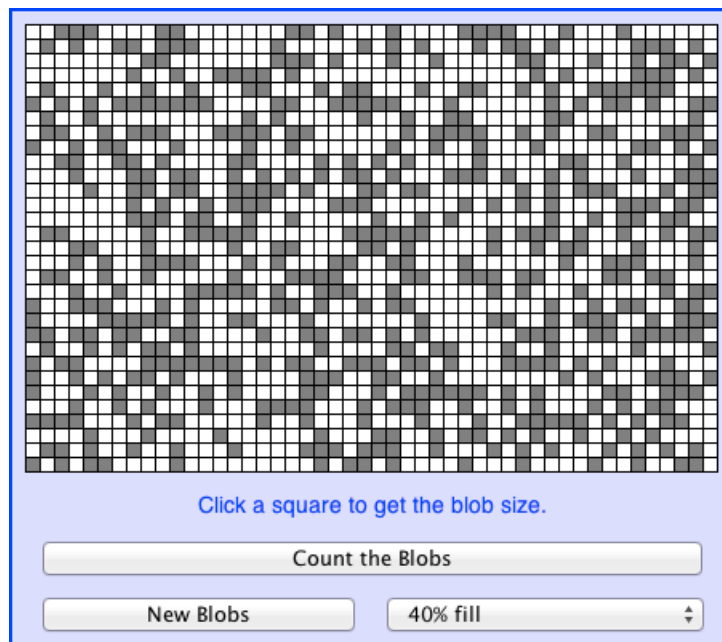 Click a square to get the blob size.
Count the Blobs
New Blobs
40% fill